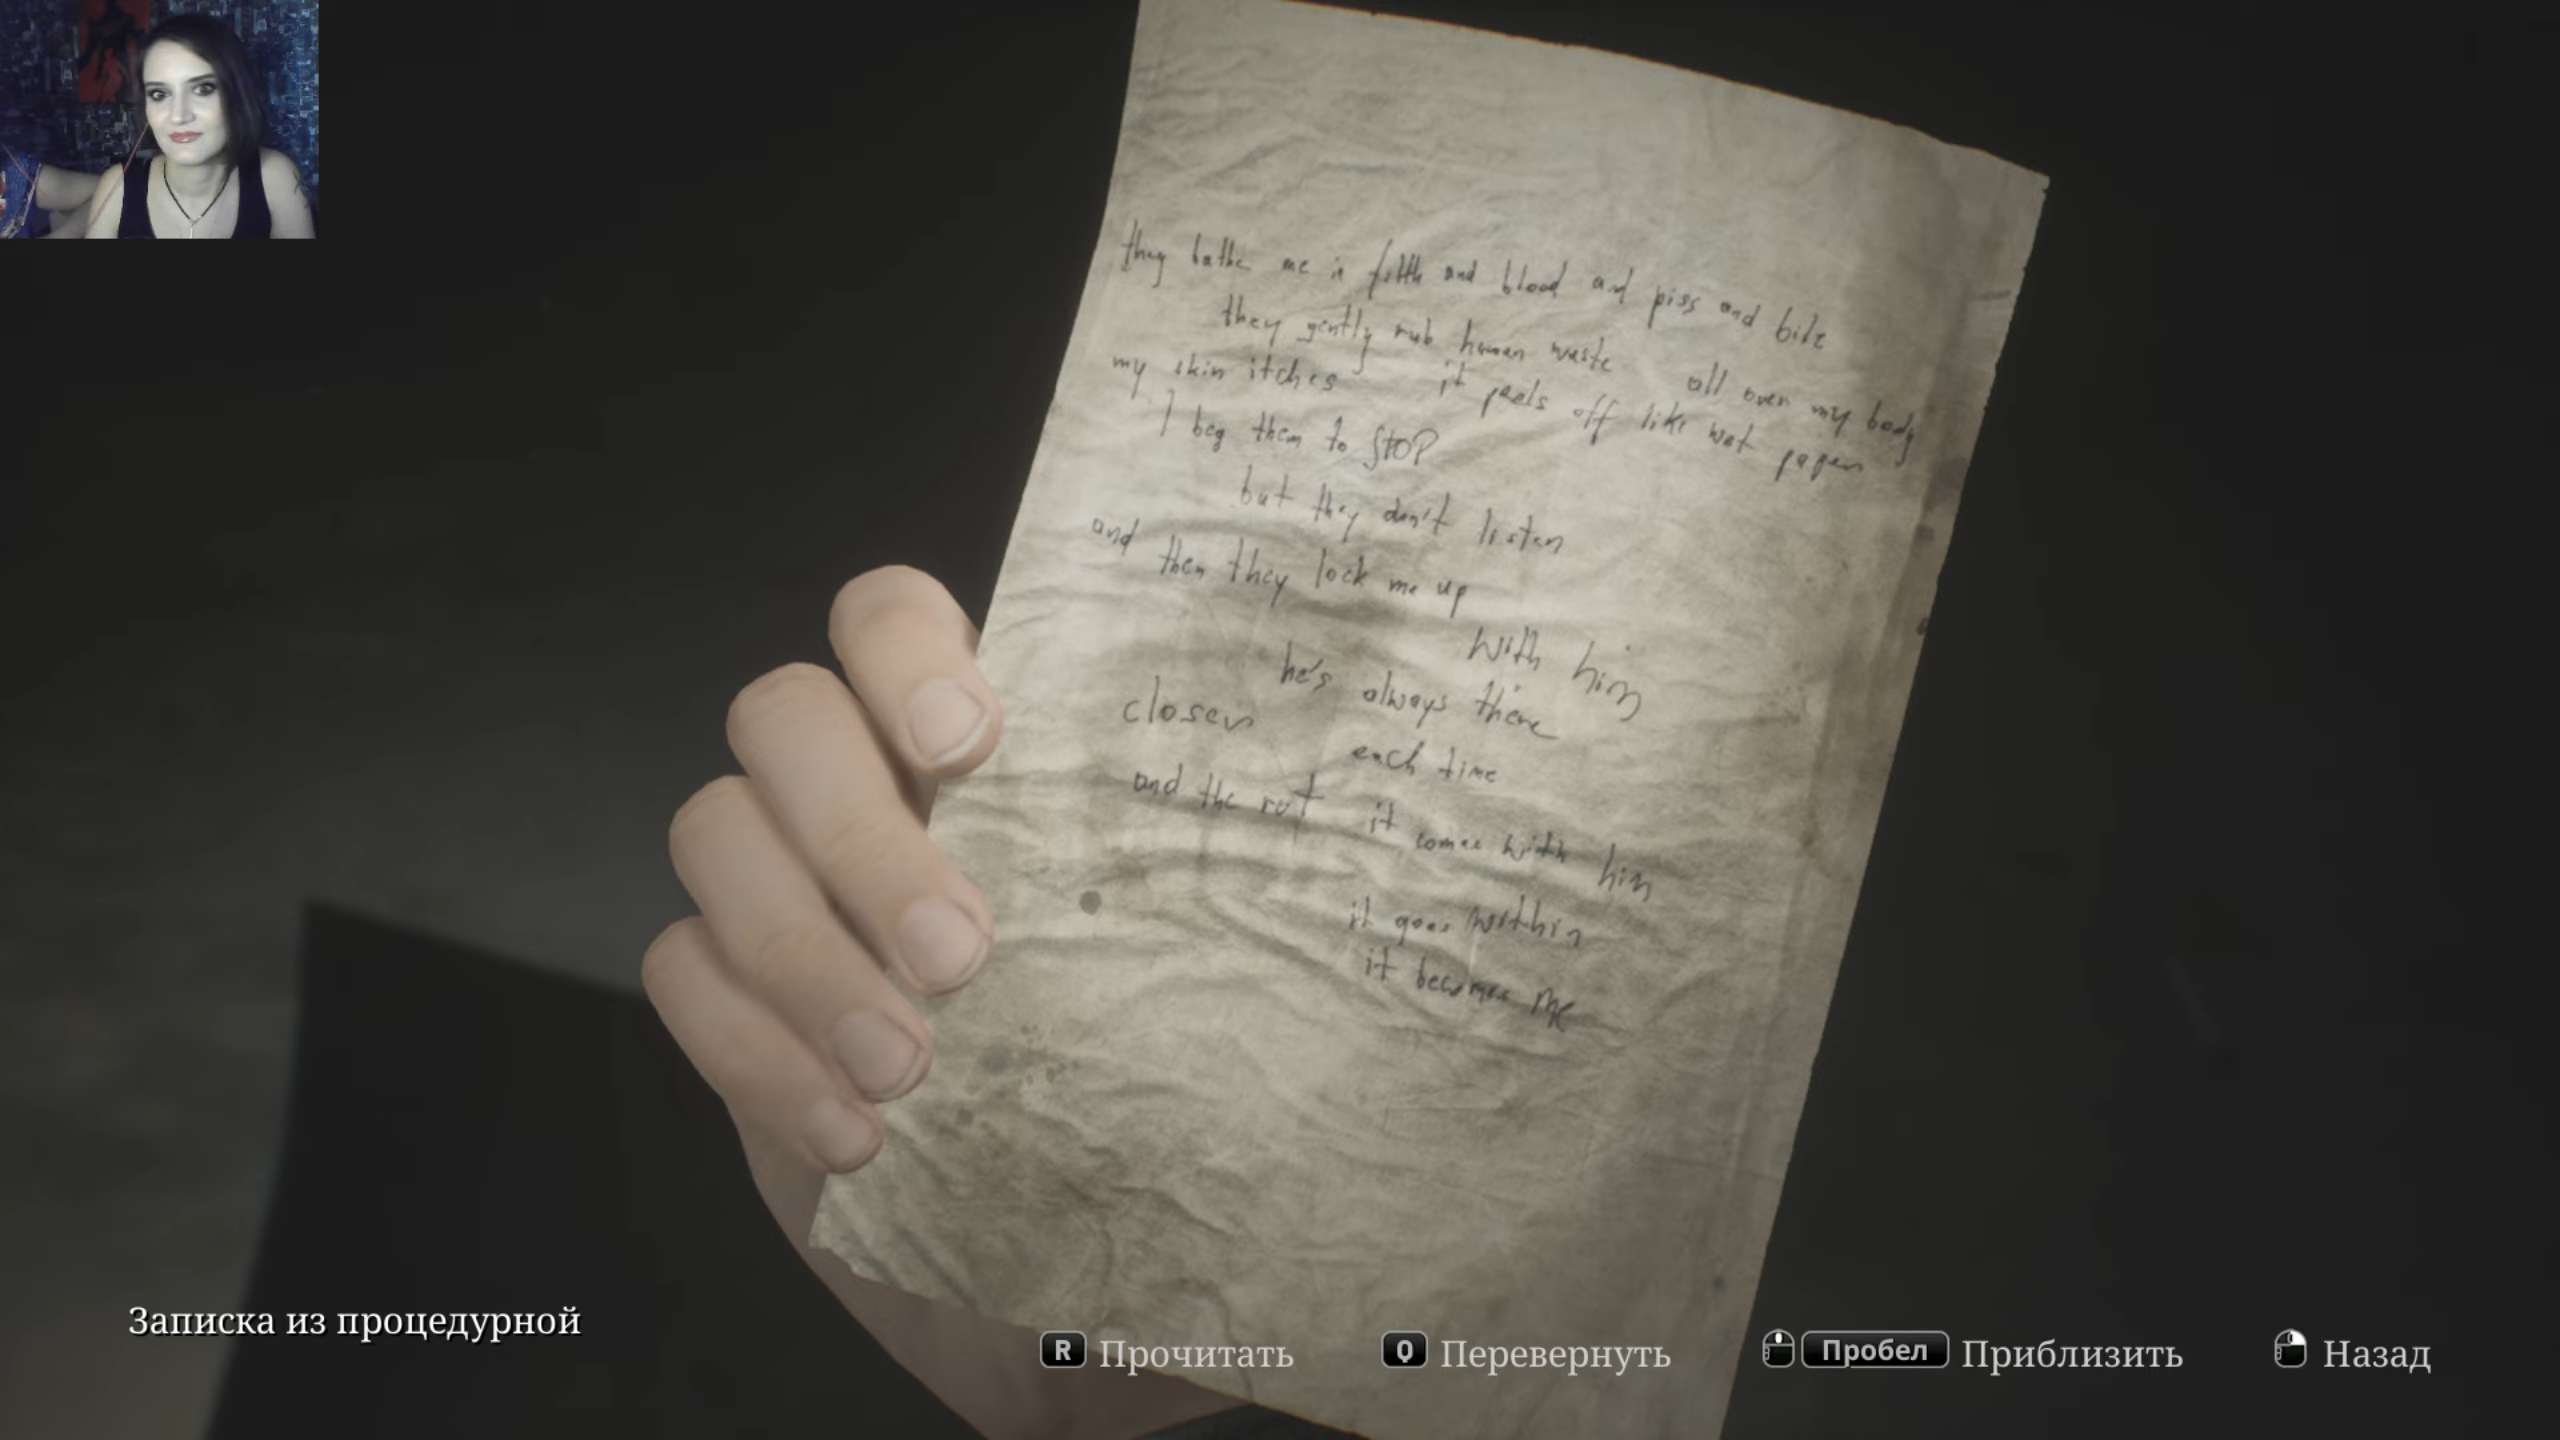 they bathe me in filth and blood and piss and bile
they gently rub human waste all over my body
my skin itches it peels off like wet paper
I beg them to STOP
but they don't listen
and then they lock me up
with him
he's always there
closer
each time
and the rot it comes with him
it goes within
it becomes me
Записка из процедурной
R Прочитать
Q Перевернуть
Пробел Приблизить
Назад